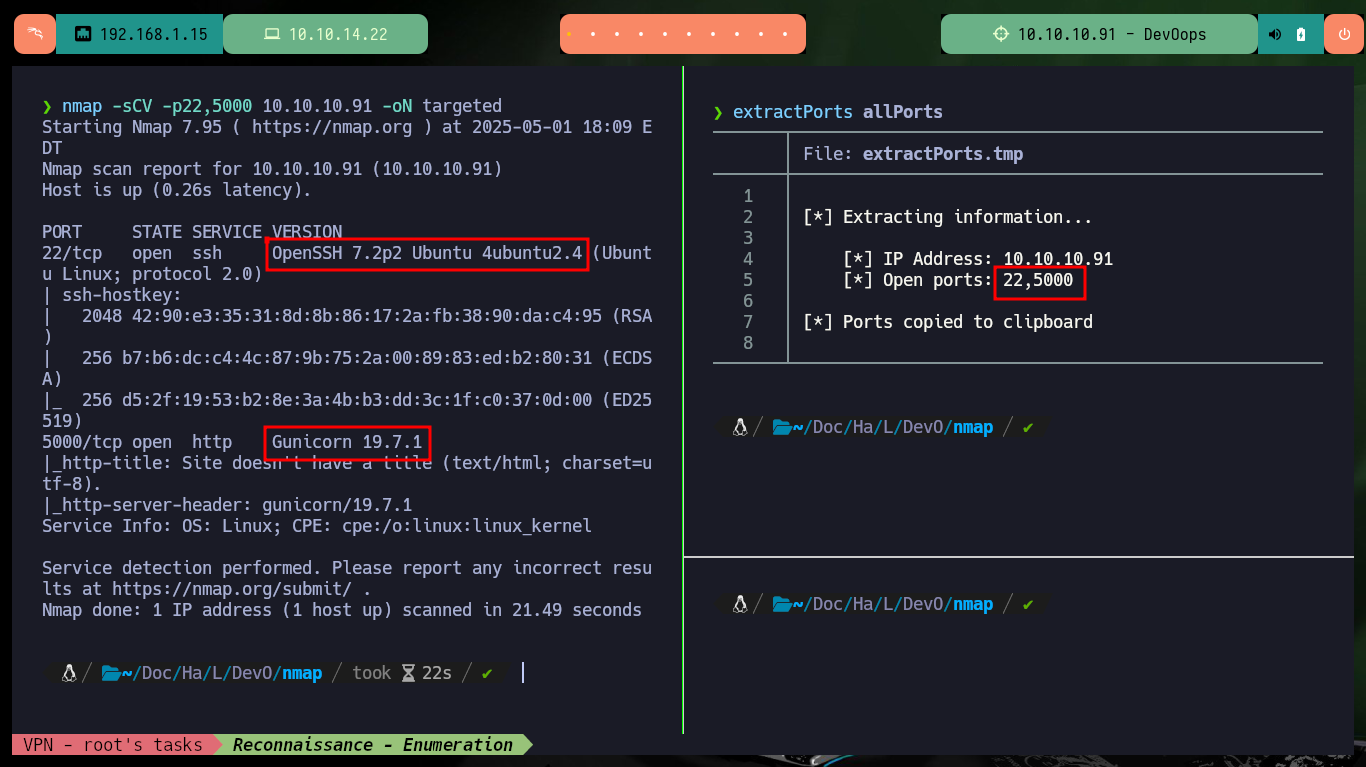 192.168.1.15
10.10.14.22
10.10.10.91 - DevOops
❯ nmap -sCV -p22,5000 10.10.10.91 -oN targeted
Starting Nmap 7.95 ( https://nmap.org ) at 2025-05-01 18:09 E
DT
Nmap scan report for 10.10.10.91 (10.10.10.91)
Host is up (0.26s latency).
PORT     STATE SERVICE VERSION
22/tcp   open  ssh     OpenSSH 7.2p2 Ubuntu 4ubuntu2.4 (Ubunt
u Linux; protocol 2.0)
| ssh-hostkey:
|   2048 42:90:e3:35:31:8d:8b:86:17:2a:fb:38:90:da:c4:95 (RSA
)
|   256 b7:b6:dc:c4:4c:87:9b:75:2a:00:89:83:ed:b2:80:31 (ECDS
A)
|_  256 d5:2f:19:53:b2:8e:3a:4b:b3:dd:3c:1f:c0:37:0d:00 (ED25
519)
5000/tcp open  http    Gunicorn 19.7.1
|_http-title: Site doesn't have a title (text/html; charset=u
tf-8).
|_http-server-header: gunicorn/19.7.1
Service Info: OS: Linux; CPE: cpe:/o:linux:linux_kernel
Service detection performed. Please report any incorrect resu
lts at https://nmap.org/submit/ .
Nmap done: 1 IP address (1 host up) scanned in 21.49 seconds
/ ~/Doc/Ha/L/DevO/nmap / took 22s / ✔
❯ extractPorts allPorts
File: extractPorts.tmp
1
2 [*] Extracting information...
3
4 [*] IP Address: 10.10.10.91
5 [*] Open ports: 22,5000
6
7 [*] Ports copied to clipboard
8
/ ~/Doc/Ha/L/DevO/nmap / ✔
/ ~/Doc/Ha/L/DevO/nmap / ✔
VPN - root's tasks
Reconnaissance - Enumeration